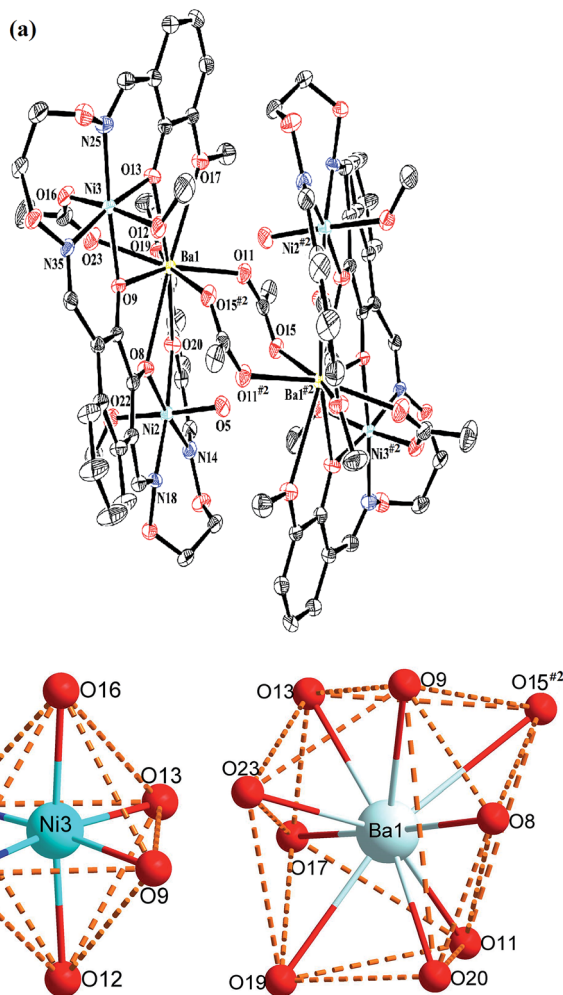 (a)
N25
O13
O17
O16
Ni3
O12
O19
Ba1
N35
O23
O11
O9
O15#2
O15
O8
O20
O11#2
Ba1#2
O22
O5
Ni2
N14
N18
Ni2#2
Ni3#2
O16
O13
Ni3
O9
O12
O13
O9
O15#2
O23
Ba1
O8
O17
O11
O19
O20